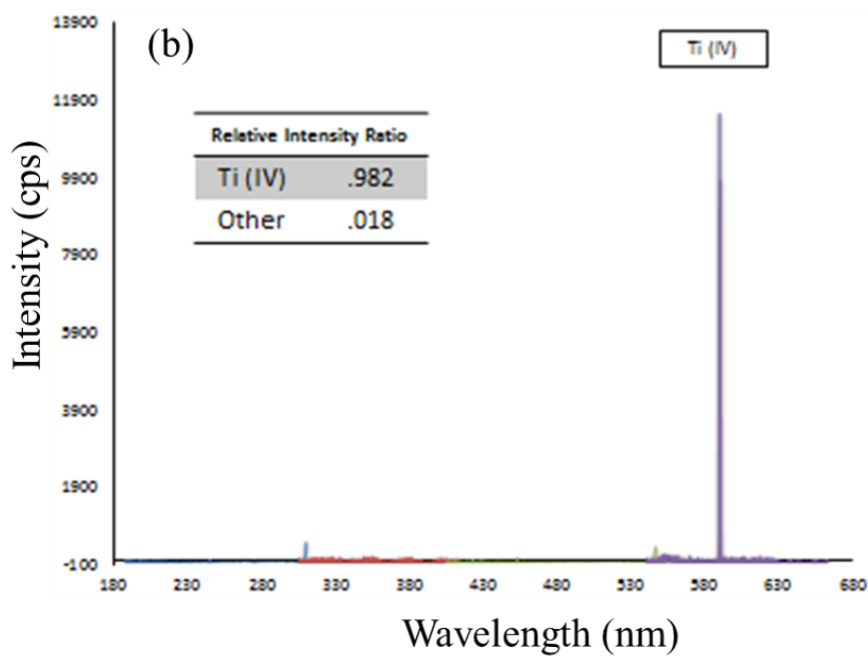 13900
(b)
Ti (IV)
11900
Relative Intensity Ratio
Ti (IV) .982
9900
Other .018
7900
5900
3900
1900
-100
180 230 280 330 380 430 480 530 580 630 680
Intensity (cps)
Wavelength (nm)